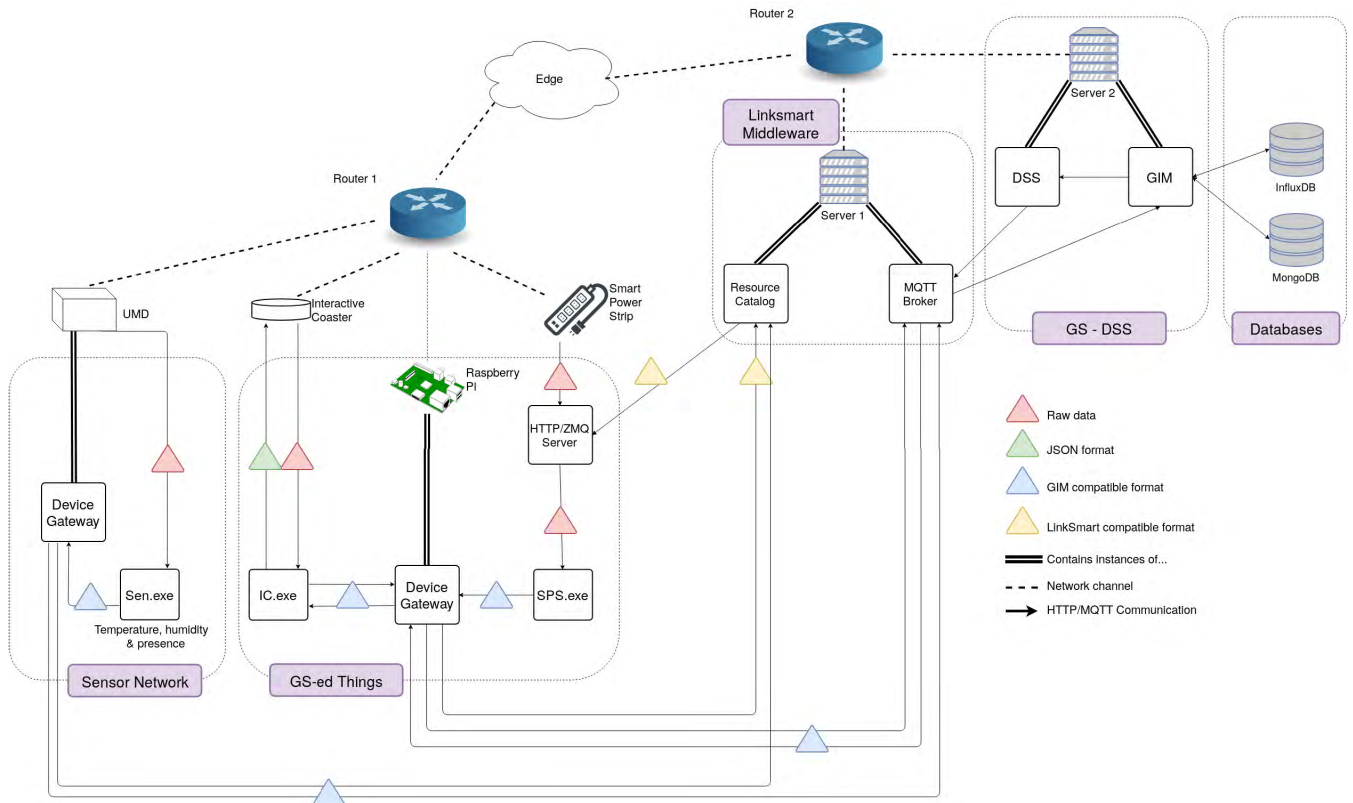 Router 2
Edge
Server 2
Linksmart
Middleware
InfluxDB
Router 1
DSS
GIM
Server 1
MongoDB
Resource
Catalog
MQTT
Broker
UMD
Interactive
Coaster
Smart
Power
Strip
GS - DSS
Databases
Raspberry
PI
HTTP/ZMQ
Server
Raw data
JSON format
GIM compatible format
LinkSmart compatible format
Contains instances of...
Network channel
HTTP/MQTT Communication
Device
Gateway
Sen.exe
Temperature, humidity
& presence
IC.exe
Device
Gateway
SPS.exe
Sensor Network
GS-ed Things